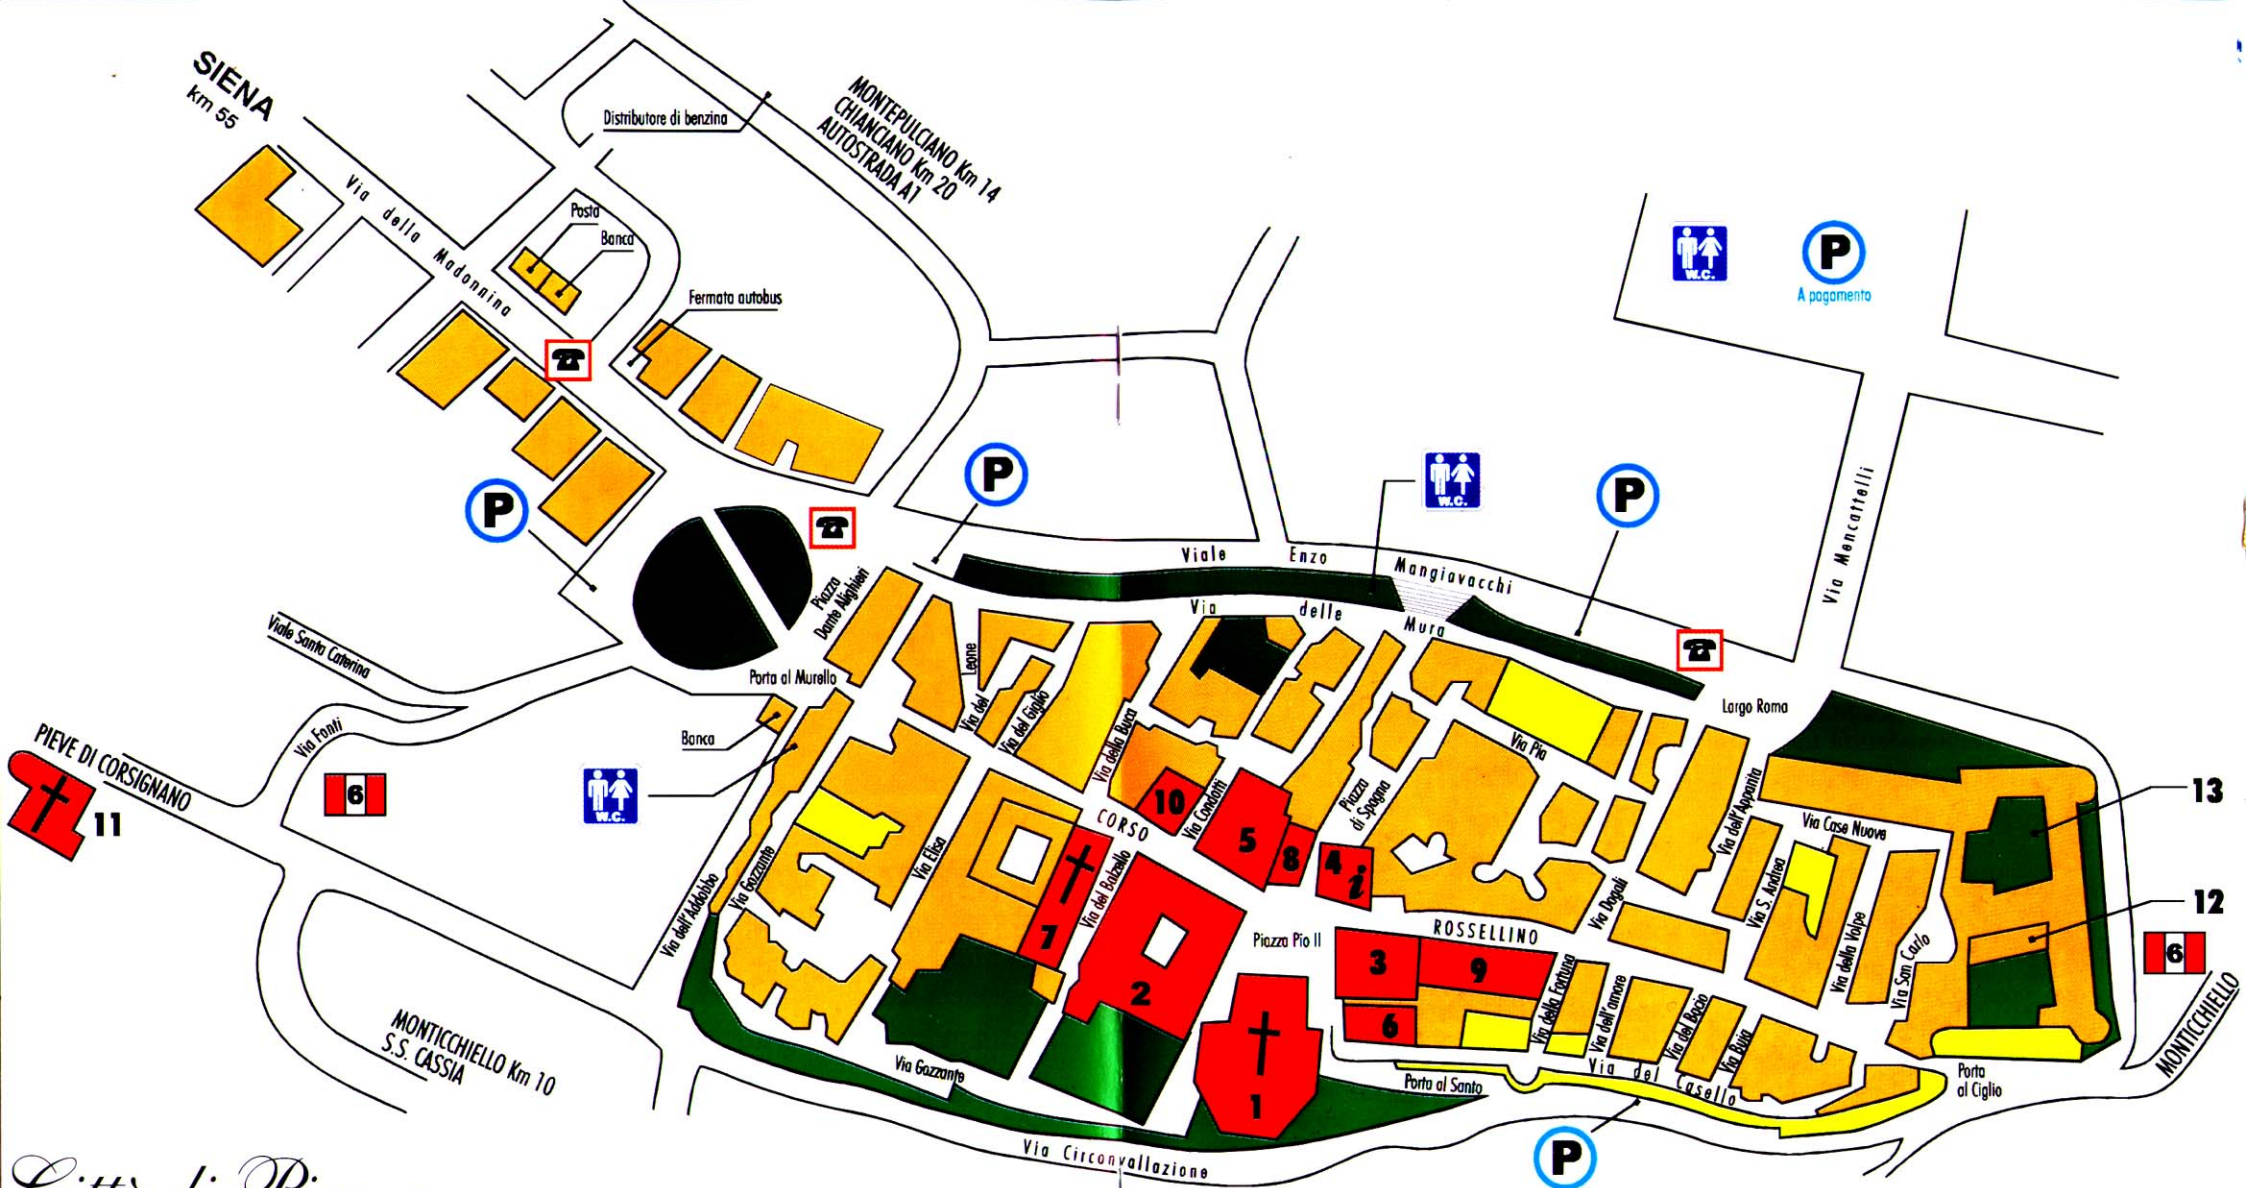 SIENA
km 55
Distributore di benzina
MONTEPULCIANO Km 14
CHIANCIANO Km 20
AUTOSTRADA A1
Via della Madonnina
Posta
Banca
Fermata autobus
W.C.
P
A pagamento
P
P
W.C.
P
Via Mencattelli
Viale Enzo Mangiavacchi
Piazza
Dante Alighieri
Via delle Mura
Viale Santa Caterina
Porta al Murello
Leone
Via del
Via del Giglio
Largo Roma
Via Fonti
Banca
Via della Buca
Via Pia
PIEVE DI CORSIGNANO
11
6
W.C.
10
Via Condotti
CORSO
Piazza
di Spagna
Via dell'Apparita
Via Case Nuove
13
5
8
4 i
Via Elisa
Via Gozzante
Via dell'Addobbo
Via del Balzello
7
Via Dogali
Via S. Andrea
12
ROSSELLINO
Piazza Pio II
Via della Volpe
Via San Carlo
6
3
9
2
6
Via della Fortuna
Via dell'amore
Via del Bacio
Via Buia
MONTICCHIELLO
MONTICCHIELLO Km 10
S.S. CASSIA
Via Gozzante
1
Porta al Santo
Via del Casello
Porta
al Ciglio
P
Via Circonvallazione
Città di